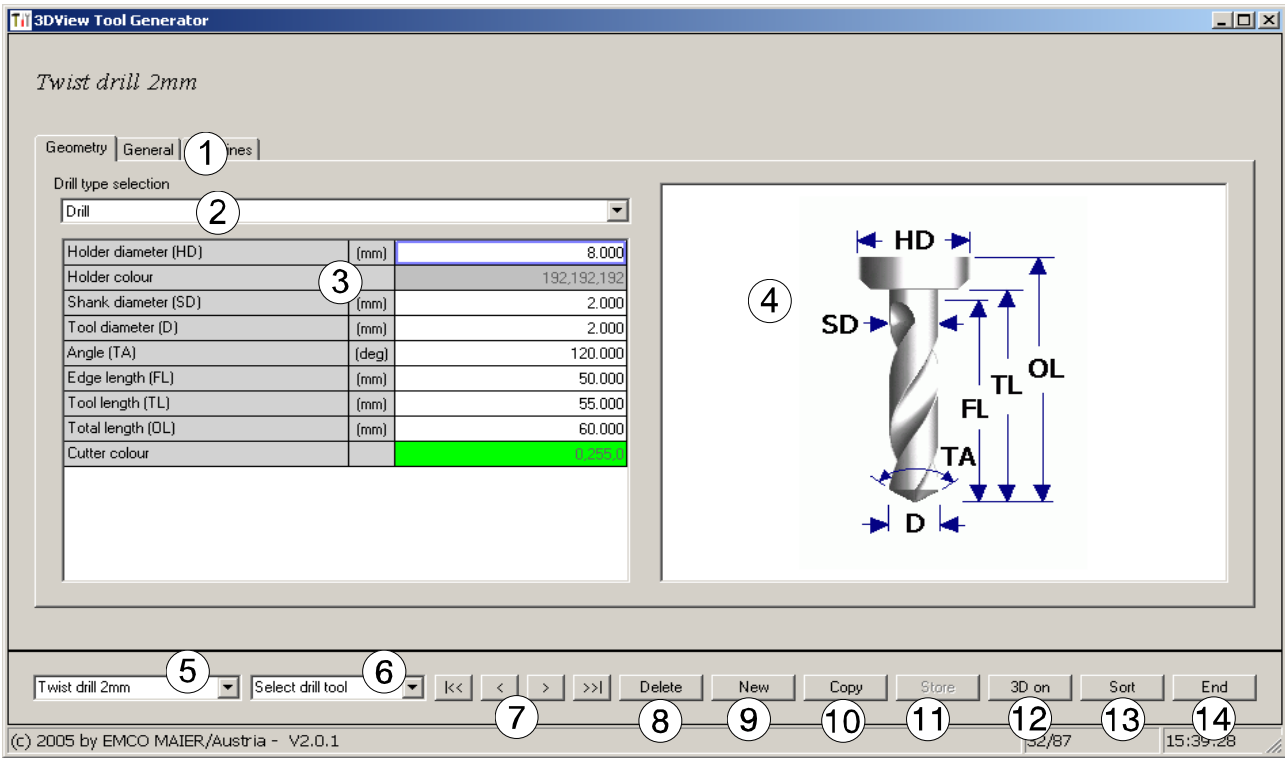 3DView Tool Generator
Twist drill 2mm
Geometry General 1 ines
Drill type selection
Drill 2
Holder diameter (HD) (mm) 8.000
Holder colour 3 192,192,192
Shank diameter (SD) (mm) 2.000
Tool diameter (D) (mm) 2.000
Angle (TA) (deg) 120.000
Edge length (FL) (mm) 50.000
Tool length (TL) (mm) 55.000
Total length (OL) (mm) 60.000
Cutter colour 0,255,0
HD
4
SD
OL
TL
FL
TA
D
5 6
Twist drill 2mm Select drill tool |<< < > >>| Delete New Copy Store 3D on Sort End
7 8 9 10 11 12 13 14
(c) 2005 by EMCO MAIER/Austria - V2.0.1 /87 15:39:28